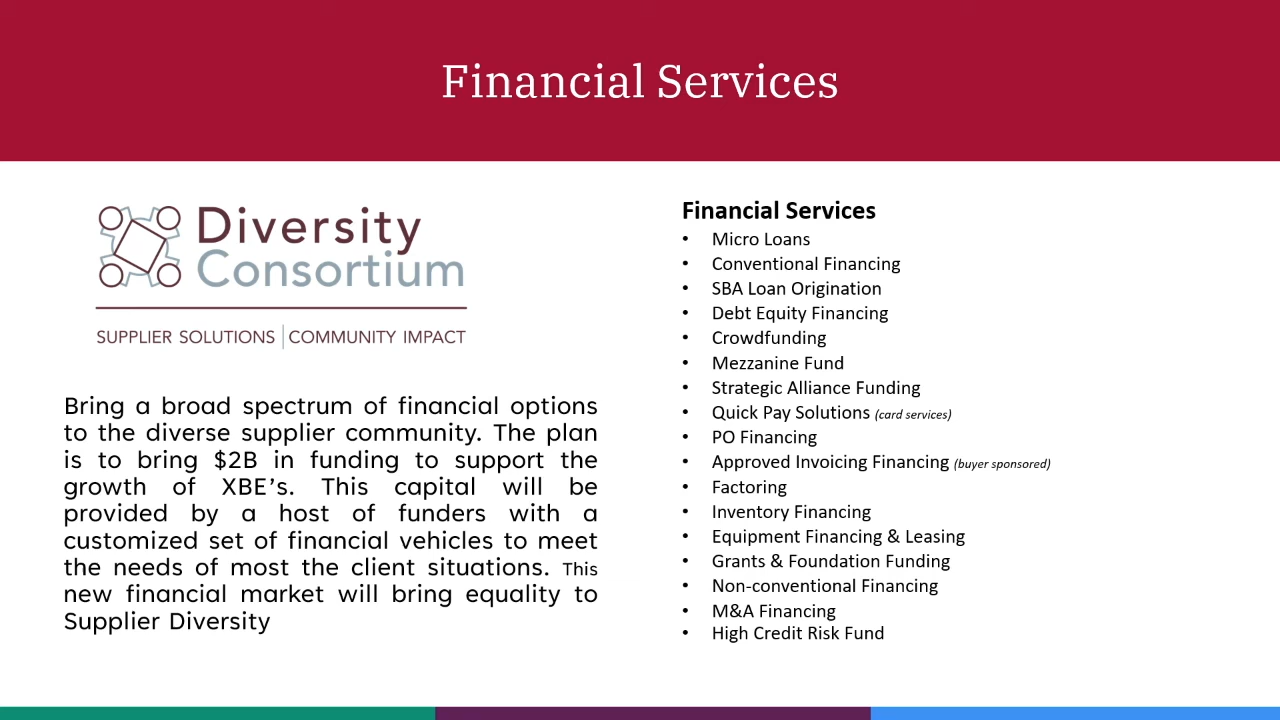 Financial Services
Diversity
Consortium
SUPPLIER SOLUTIONS | COMMUNITY IMPACT
Bring a broad spectrum of financial options
to the diverse supplier community. The plan
is to bring $2B in funding to support the
growth of XBE's. This capital will be
provided by a host of funders with a
customized set of financial vehicles to meet
the needs of most the client situations. This
new financial market will bring equality to
Supplier Diversity
Financial Services
• Micro Loans
• Conventional Financing
• SBA Loan Origination
• Debt Equity Financing
• Crowdfunding
• Mezzanine Fund
• Strategic Alliance Funding
• Quick Pay Solutions (card services)
• PO Financing
• Approved Invoicing Financing (buyer sponsored)
• Factoring
• Inventory Financing
• Equipment Financing & Leasing
• Grants & Foundation Funding
• Non-conventional Financing
• M&A Financing
• High Credit Risk Fund